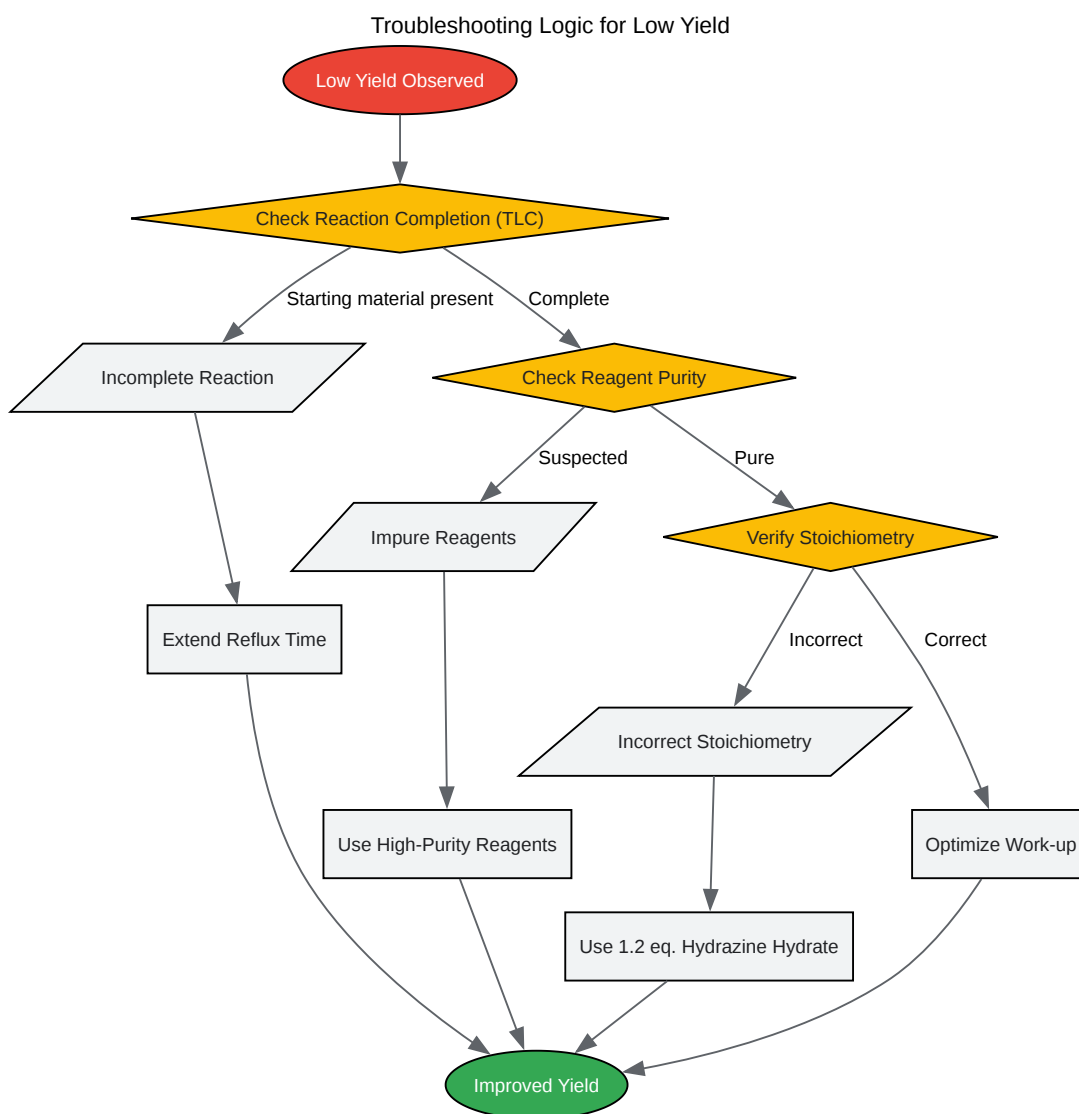 Troubleshooting Logic for Low Yield
Low Yield Observed
Check Reaction Completion (TLC)
Starting material present
Complete
Incomplete Reaction
Check Reagent Purity
Suspected
Pure
Impure Reagents
Verify Stoichiometry
Extend Reflux Time
Incorrect
Correct
Incorrect Stoichiometry
Use High-Purity Reagents
Optimize Work-up
Use 1.2 eq. Hydrazine Hydrate
Improved Yield